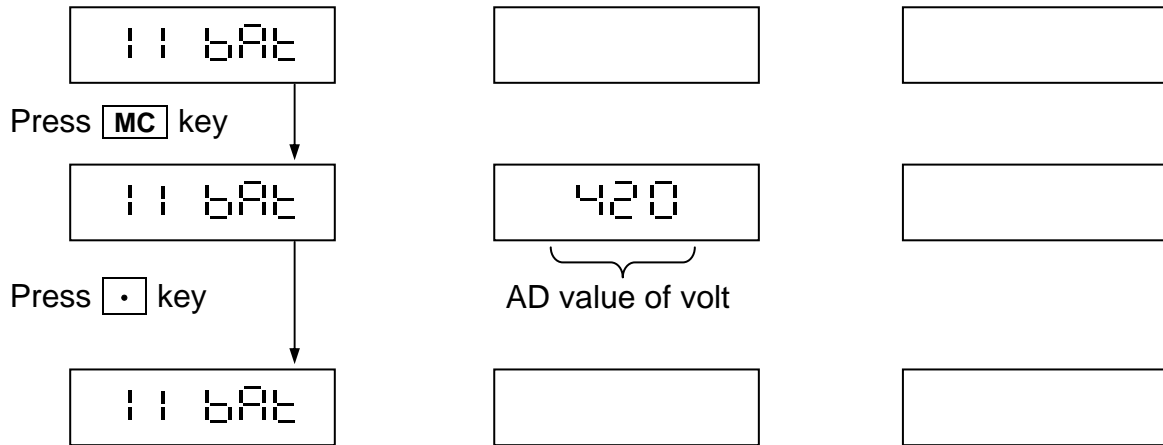 11 bAt
Press MC key
11 bAt 420
Press · key AD value of volt
11 bAt